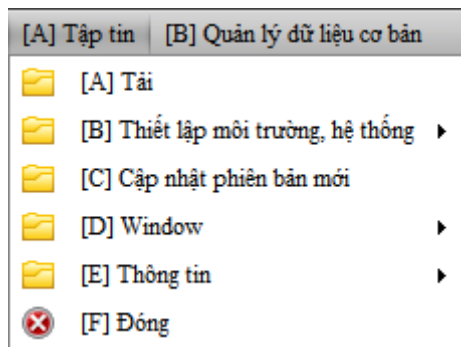 [A] Tập tin [B] Quản lý dữ liệu cơ bản
[A] Tải
[B] Thiết lập môi trường, hệ thống
[C] Cập nhật phiên bản mới
[D] Window
[E] Thông tin
[F] Đóng